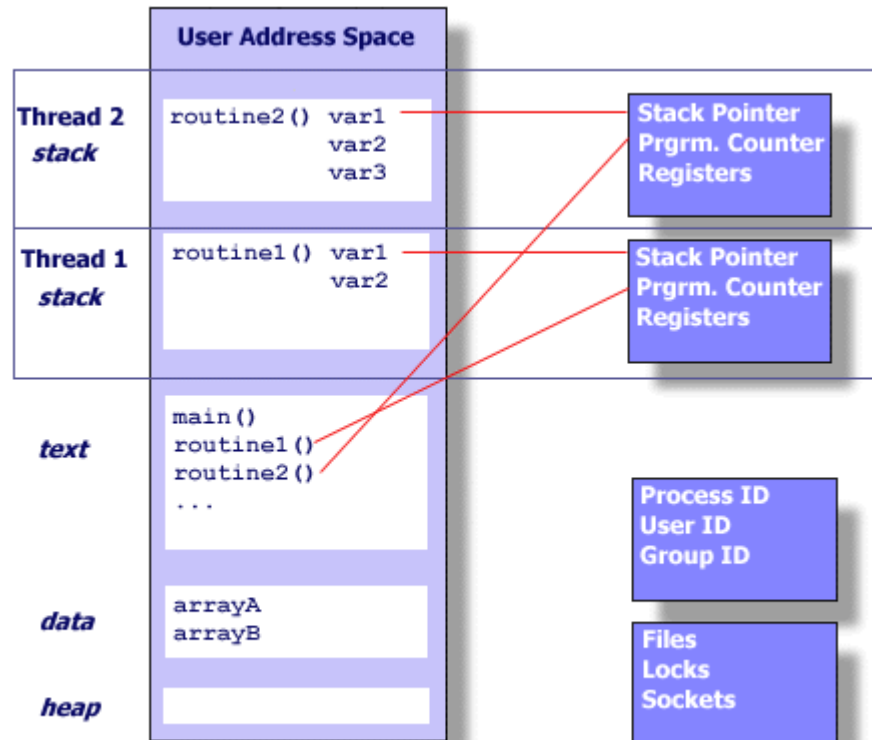 User Address Space
Thread 2
stack
routine2() var1
var2
var3
Stack Pointer
Prgrm. Counter
Registers
Thread 1
stack
routine1() var1
var2
Stack Pointer
Prgrm. Counter
Registers
text
main()
routine1()
routine2()
...
Process ID
User ID
Group ID
data
arrayA
arrayB
Files
Locks
Sockets
heap